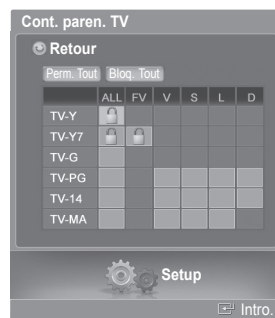 Cont. paren. TV
Retour
Perm. Tout Bloq. Tout
ALL FV V S L D
TV-Y
TV-Y7
TV-G
TV-PG
TV-14
TV-MA
Setup
Intro.